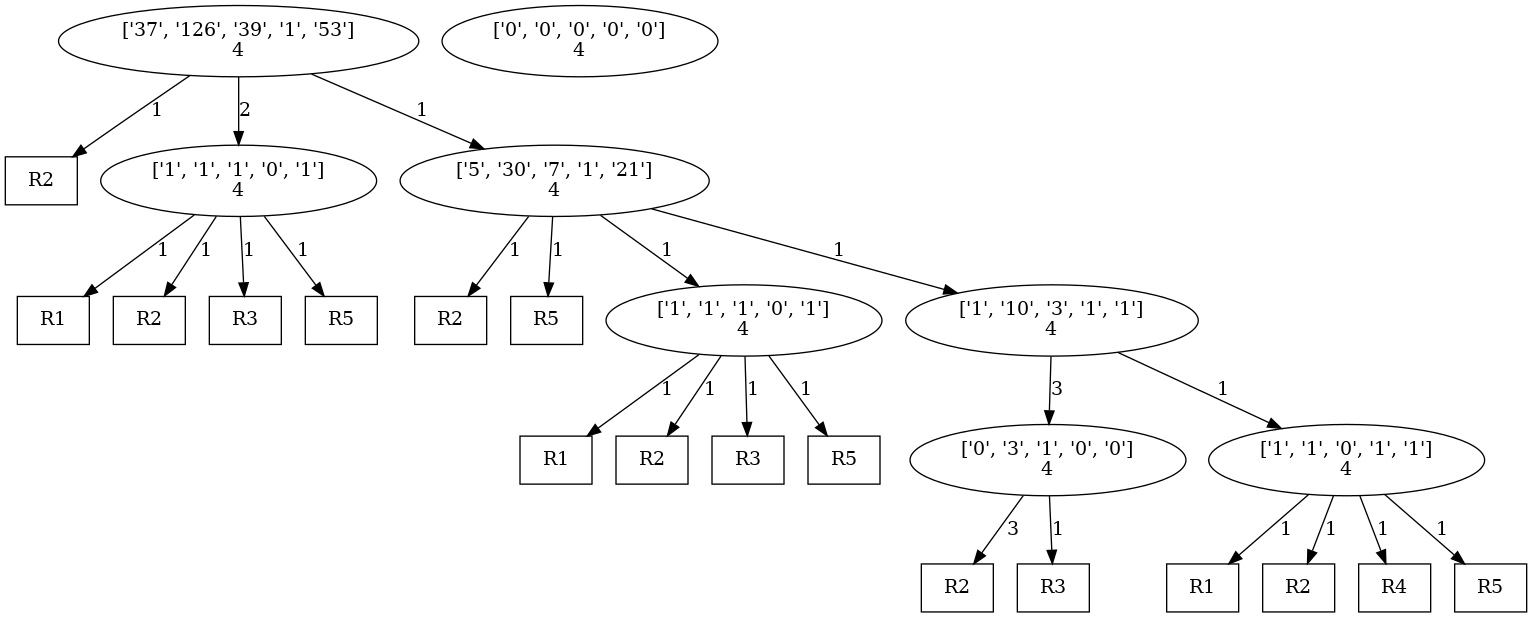 ['37', '126', '39', '1', '53']
4
['0', '0', '0', '0', '0']
4
1
2
1
R2
['1', '1', '1', '0', '1']
4
['5', '30', '7', '1', '21']
4
1
1
1
1
1
1
1
1
R1
R2
R3
R5
R2
R5
['1', '1', '1', '0', '1']
4
['1', '10', '3', '1', '1']
4
1
1
1
1
3
1
R1
R2
R3
R5
['0', '3', '1', '0', '0']
4
['1', '1', '0', '1', '1']
4
3
1
1
1
1
1
R2
R3
R1
R2
R4
R5